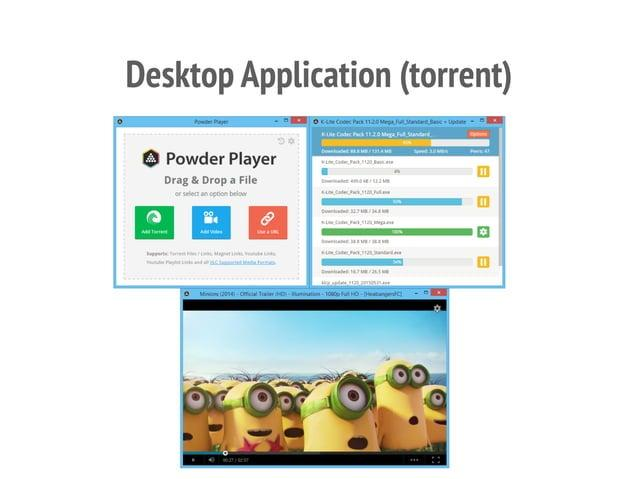 Desktop Application (torrent)
Powder Player
Powder Player
Drag & Drop a File
or select an option below
Add Torrent
Add Video
Use a URL
Supports: Torrent Files / Links, Magnet Links, Youtube Links,
Youtube Playlist Links and all VLC Supported Media Formats.
K-Lite Codec Pack 11.2.0 Mega_Full_Standard_Basic + Update
K-Lite Codec Pack 11.2.0 Mega_Full_Standard_...
Options
Downloaded: 88.8 MB / 131.4 MB
Speed: 3.0 MB/s
Peers: 47
K-Lite_Codec_Pack_1120_Basic.exe
4%
Downloaded: 499.0 kB / 12.2 MB
K-Lite_Codec_Pack_1120_Full.exe
93%
Downloaded: 32.7 MB / 34.8 MB
K-Lite_Codec_Pack_1120_Mega.exe
100%
Downloaded: 38.8 MB / 38.8 MB
K-Lite_Codec_Pack_1120_Standard.exe
Downloaded: 16.7 MB / 26.5 MB
klcp_update_1120_20150531.exe
Minions (2014) - Official Trailer (HD) - Illumination - 1080p Full HD - [HeabangersFC]
00:27 / 02:57